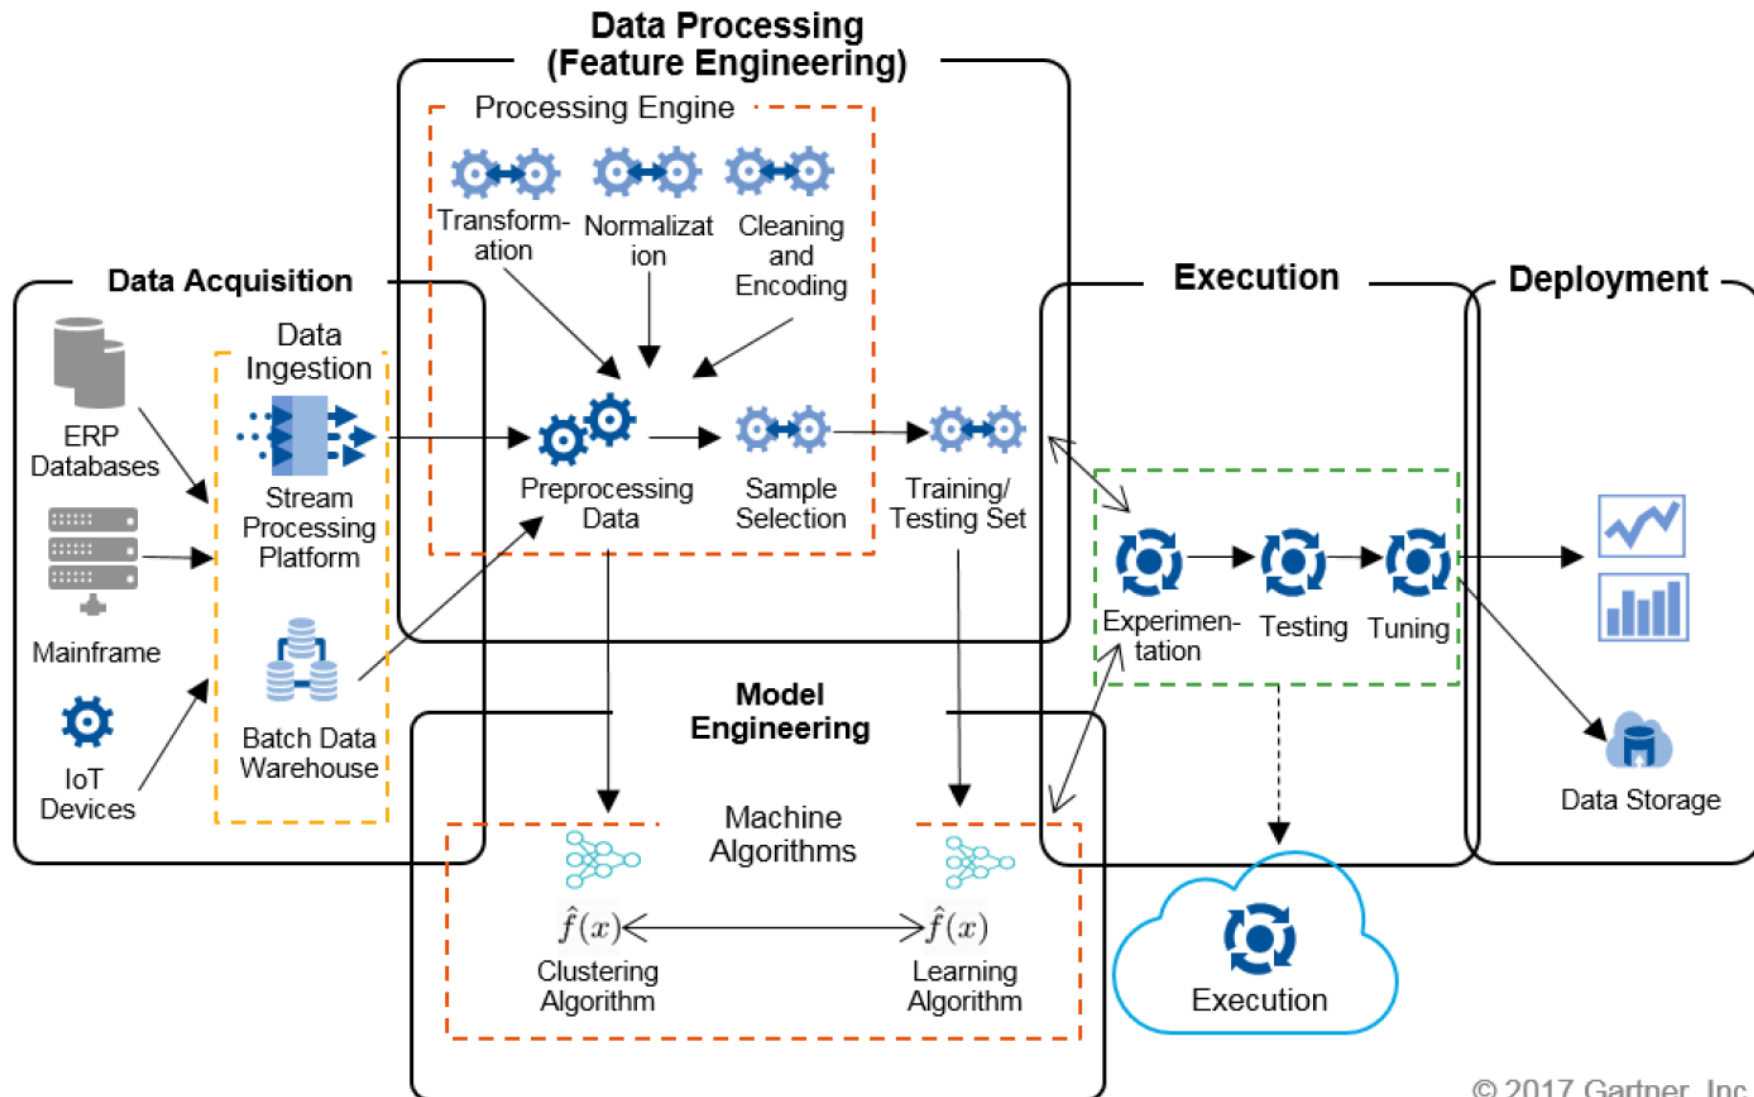 Data Processing
(Feature Engineering)
Processing Engine
Transform-
ation
Normalizat
ion
Cleaning
and
Encoding
Data Acquisition
Data
Ingestion
ERP
Databases
Stream
Processing
Platform
Mainframe
Batch Data
Warehouse
IoT
Devices
Preprocessing
Data
Sample
Selection
Training/
Testing Set
Execution
Experimen-
tation
Testing
Tuning
Deployment
Data Storage
Model
Engineering
Machine
Algorithms
f̂(x)
Clustering
Algorithm
f̂(x)
Learning
Algorithm
Execution
© 2017 Gartner, Inc